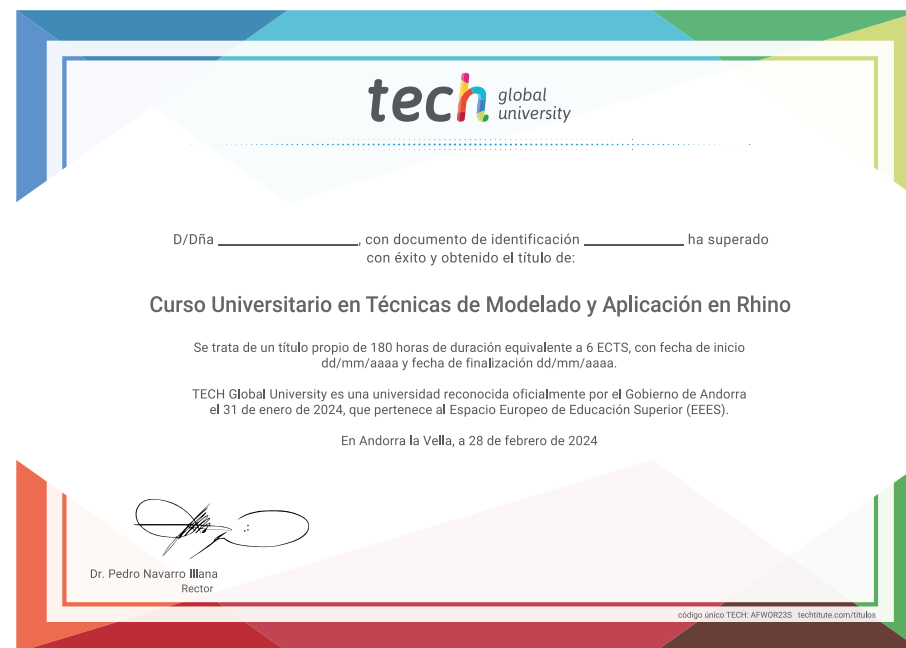 tech global university
D/Dña ______________, con documento de identificación __________ ha superado
con éxito y obtenido el título de:
Curso Universitario en Técnicas de Modelado y Aplicación en Rhino
Se trata de un título propio de 180 horas de duración equivalente a 6 ECTS, con fecha de inicio
dd/mm/aaaa y fecha de finalización dd/mm/aaaa.
TECH Global University es una universidad reconocida oficialmente por el Gobierno de Andorra
el 31 de enero de 2024, que pertenece al Espacio Europeo de Educación Superior (EEES).
En Andorra la Vella, a 28 de febrero de 2024
Dr. Pedro Navarro Illana
Rector
código único TECH: AFWOR23S techtitute.com/titulos